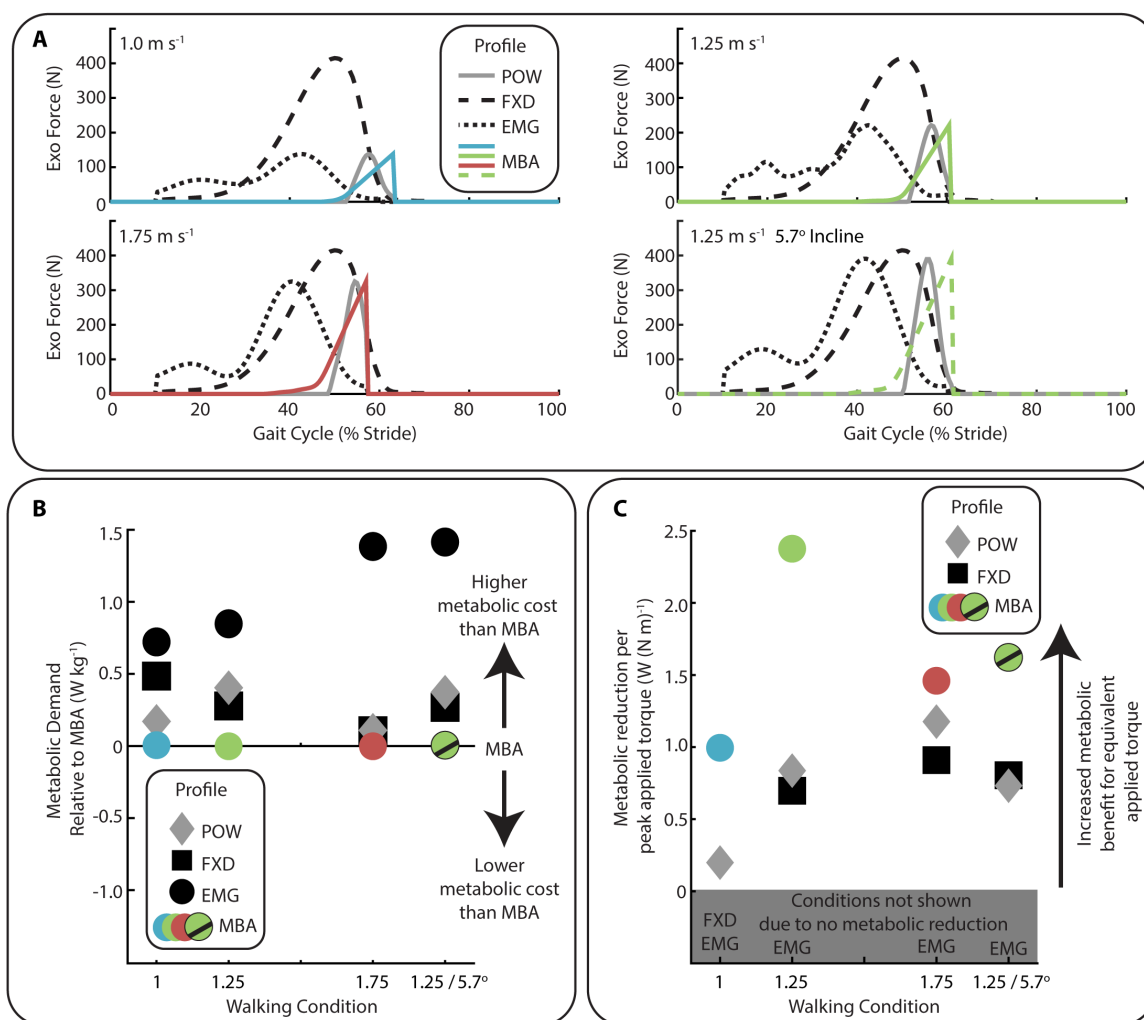 A
1.0 m s-1
Exo Force (N)
400
300
200
100
0
Profile
POW
FXD
EMG
MBA
1.25 m s-1
Exo Force (N)
400
300
200
100
0
1.75 m s-1
Exo Force (N)
400
300
200
100
0
0 20 40 60 80 100
Gait Cycle (% Stride)
1.25 m s-1 5.7º Incline
Exo Force (N)
400
300
200
100
0
0 20 40 60 80 100
Gait Cycle (% Stride)
B
Metabolic Demand
Relative to MBA (W kg-1)
1.5
1.0
0.5
0
-0.5
-1.0
Higher
metabolic cost
than MBA
MBA
Lower
metabolic cost
than MBA
Profile
POW
FXD
EMG
MBA
1 1.25 1.75 1.25 / 5.7º
Walking Condition
C
Metabolic reduction per
peak applied torque (W (N m)-1)
2.5
2.0
1.5
1.0
0.5
0
Profile
POW
FXD
MBA
Increased metabolic
benefit for equivalent
applied torque
Conditions not shown
due to no metabolic reduction
FXD
EMG
EMG
EMG
EMG
1 1.25 1.75 1.25 / 5.7º
Walking Condition